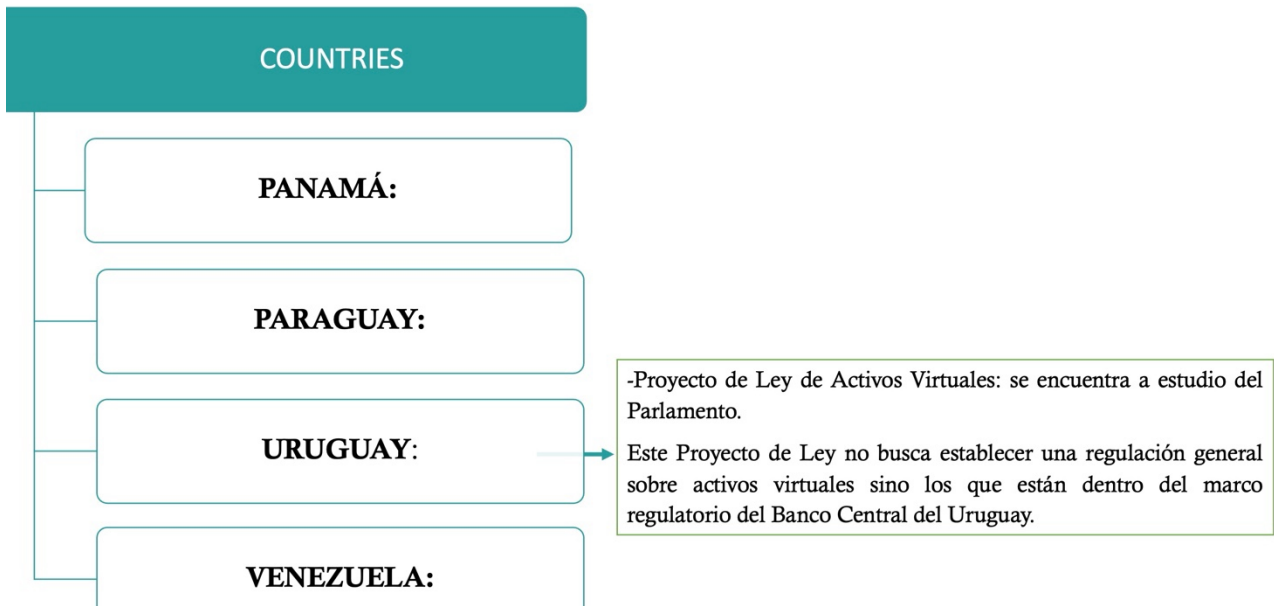 COUNTRIES
PANAMÁ:
PARAGUAY:
URUGUAY:
-Proyecto de Ley de Activos Virtuales: se encuentra a estudio del
Parlamento.
Este Proyecto de Ley no busca establecer una regulación general
sobre activos virtuales sino los que están dentro del marco
regulatorio del Banco Central del Uruguay.
VENEZUELA: